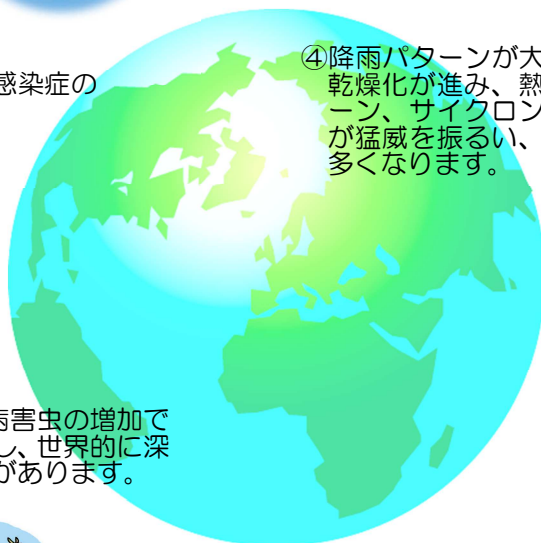 感染症の
④降雨パターンが大
乾燥化が進み、熱
ーン、サイクロン
が猛威を振るい、
多くなります。
病害虫の増加で
し、世界的に深
があります。